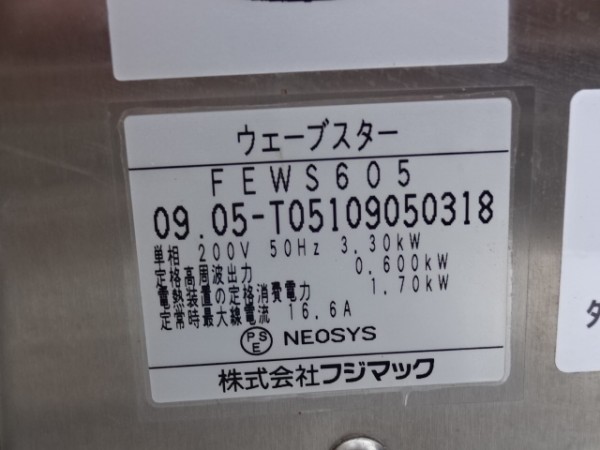 ウェーブスター
FEWS605
09.05-T05109050318
単相 200V 50Hz 3.30kW
定格高周波出力 0.600kW
電熱装置の定格消費電力 1.70kW
定常時最大線電流 16.6A
PSE NEOSYS
株式会社フジマック
タ